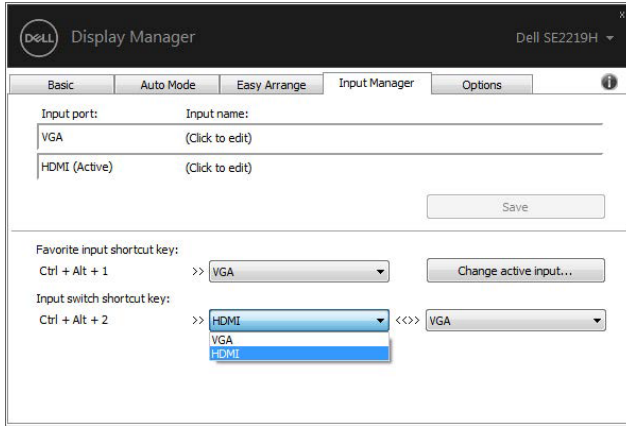 x
DELL Display Manager Dell SE2219H
Basic Auto Mode Easy Arrange Input Manager Options i
Input port: Input name:
VGA (Click to edit)
HDMI (Active) (Click to edit)
Save
Favorite input shortcut key:
Ctrl + Alt + 1 >> VGA Change active input...
Input switch shortcut key:
Ctrl + Alt + 2 >> HDMI <<>> VGA
VGA
HDMI